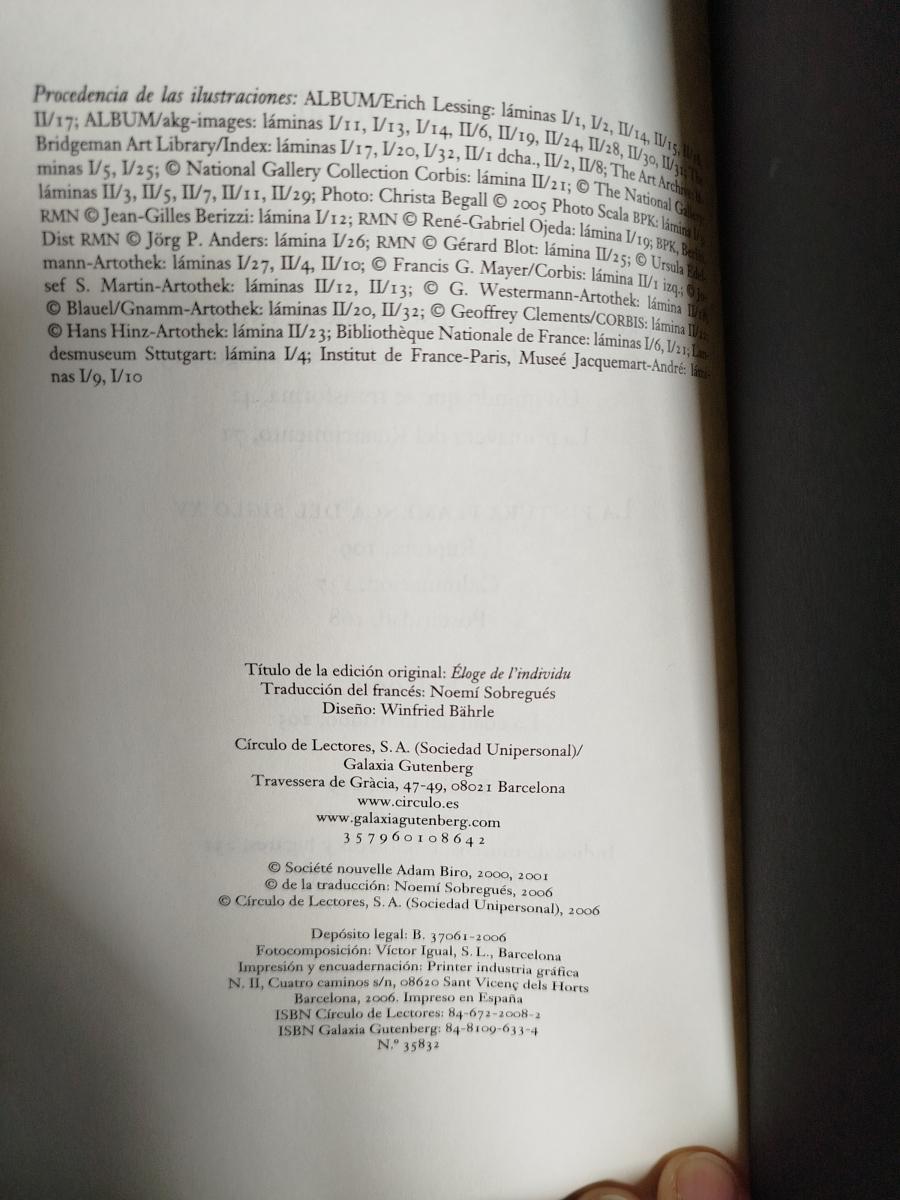 Procedencia de las ilustraciones: ALBUM/Erich Lessing: láminas I/1, I/2, II/14, II/15,
II/17; ALBUM/akg-images: láminas I/11, I/13, I/14, II/6, II/19, II/24, II/28, II/30,
Bridgeman Art Library/Index: láminas I/17, I/20, I/32, II/1 dcha., II/2, II/8; The Art
minas I/5, I/25; © National Gallery Collection Corbis: lámina II/21; © The National
láminas II/3, II/5, II/7, II/11, II/29; Photo: Christa Begall © 2005 Photo Scala BPK: lámina
RMN © Jean-Gilles Berizzi: lámina I/12; RMN © René-Gabriel Ojeda: lámina I/19; BPK, Berlin,
Dist RMN © Jörg P. Anders: lámina I/26; RMN © Gérard Blot: lámina II/25; © Ursula Edel-
mann-Artothek: láminas I/27, II/4, II/10; © Francis G. Mayer/Corbis: lámina II/1 izq.; © Jo-
sef S. Martin-Artothek: láminas II/12, II/13; © G. Westermann-Artothek: lámina
© Blauel/Gnamm-Artothek: láminas II/20, II/32; © Geoffrey Clements/CORBIS: lámina
© Hans Hinz-Artothek: lámina II/23; Bibliothèque Nationale de France: láminas I/6, I/21; Lan-
desmuseum Sttutgart: lámina I/4; Institut de France-Paris, Museé Jacquemart-André: lámi-
nas I/9, I/10
Título de la edición original: Éloge de l'individu
Traducción del francés: Noemí Sobregués
Diseño: Winfried Bährle
Círculo de Lectores, S.A. (Sociedad Unipersonal)/
Galaxia Gutenberg
Travessera de Gràcia, 47-49, 08021 Barcelona
www.circulo.es
www.galaxiagutenberg.com
3 5 7 9 6 0 1 0 8 6 4 2
© Société nouvelle Adam Biro, 2000, 2001
© de la traducción: Noemí Sobregués, 2006
© Círculo de Lectores, S.A. (Sociedad Unipersonal), 2006
Depósito legal: B. 37061-2006
Fotocomposición: Víctor Igual, S. L., Barcelona
Impresión y encuadernación: Printer industria gráfica
N. II, Cuatro caminos s/n, 08620 Sant Vicenç dels Horts
Barcelona, 2006. Impreso en España
ISBN Círculo de Lectores: 84-672-2008-2
ISBN Galaxia Gutenberg: 84-8109-633-4
N.º 35832